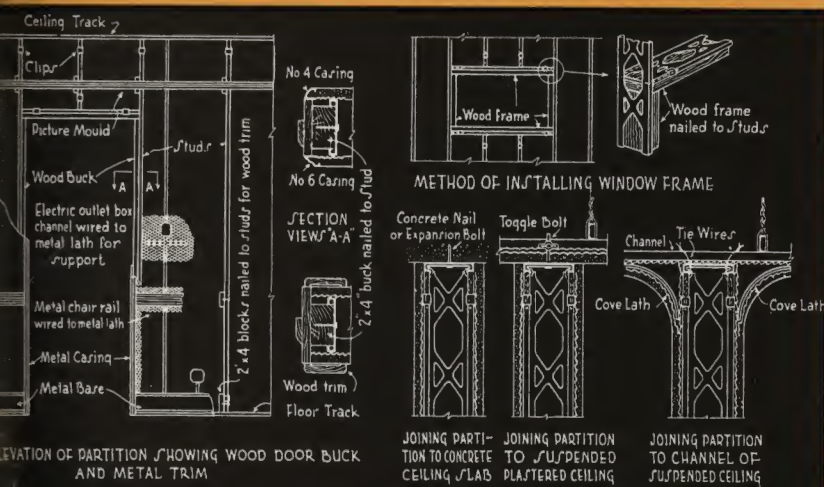 Ceiling Track
Clips
Picture Mould
Wood Buck
Studs
A A
Electric outlet box
channel wired to
metal lath for
support
Metal chair rail
wired to metal lath
Metal Casing
Metal Base
2"x4 blocks nailed to studs for wood trim
EVATION OF PARTITION SHOWING WOOD DOOR BUCK
AND METAL TRIM
No 4 Casing
No 6 Casing
SECTION
VIEWS "A-A"
2"x4" buck nailed to stud
Wood trim
Floor Track
Wood Frame
Wood frame
nailed to studs
METHOD OF INSTALLING WINDOW FRAME
Concrete Nail
or Expansion Bolt
JOINING PARTI-
TION TO CONCRETE
CEILING SLAB
Toggle Bolt
JOINING PARTITION
TO SUSPENDED
PLASTERED CEILING
Channel
Tie Wires
Cove Lath
Cove Lath
JOINING PARTITION
TO CHANNEL OF
SUSPENDED CEILING